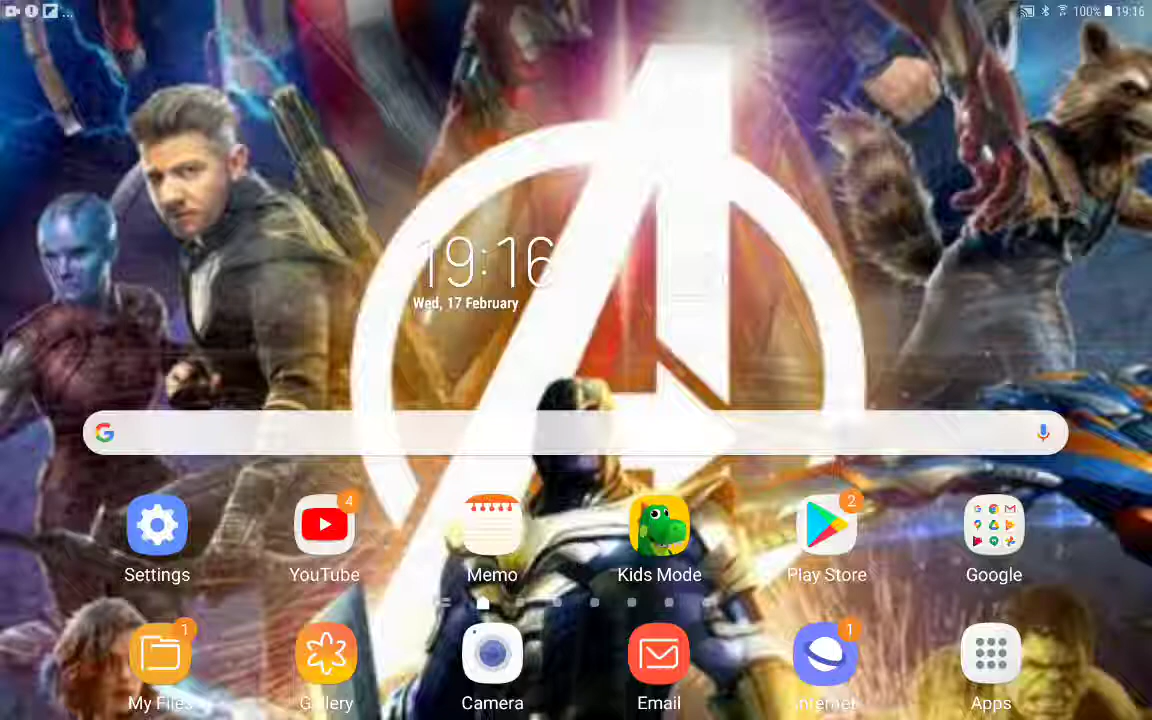 ... 100% 19:16
19:16
Wed, 17 February
4 2
Settings YouTube Memo Kids Mode Play Store Google
1 1
My Files Gallery Camera Email Internet Apps